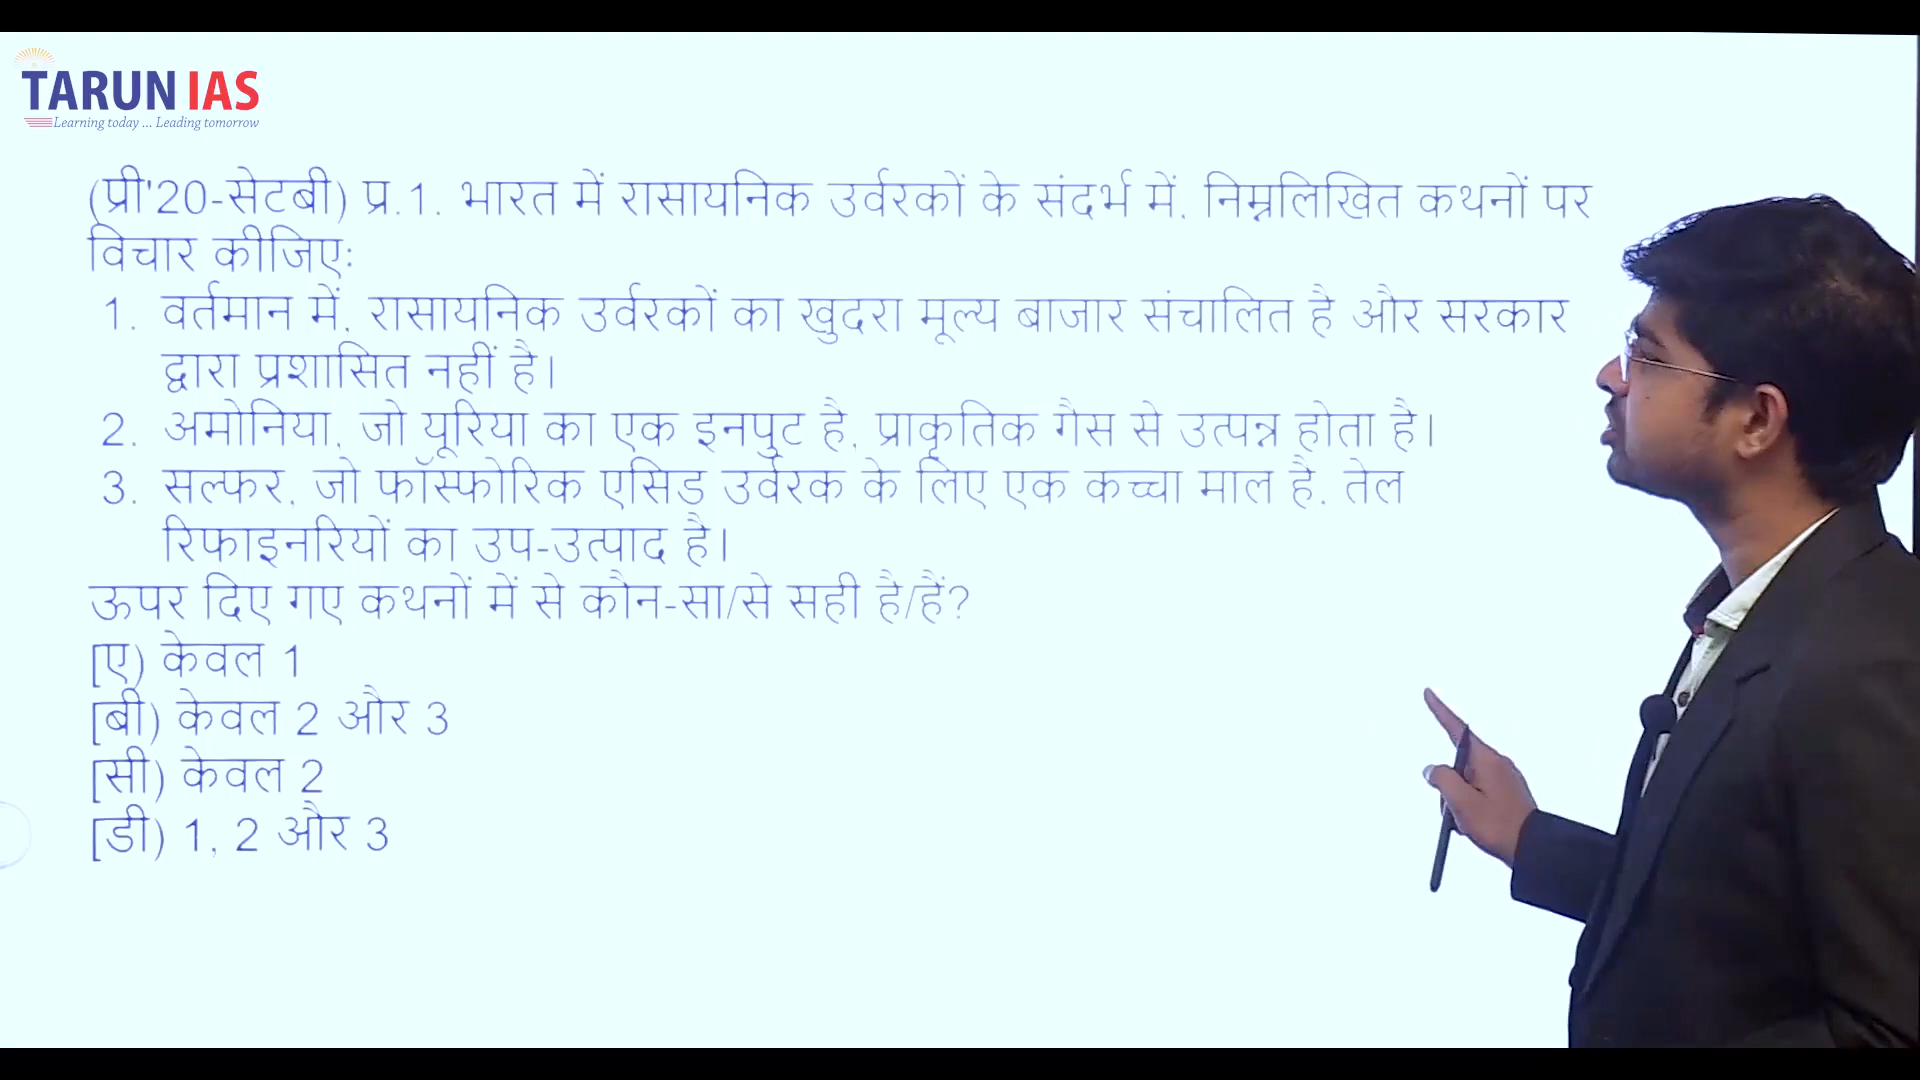 TARUN IAS
Learning today ... Leading tomorrow
(प्री'20-सेटबी) प्र.1. भारत में रासायनिक उर्वरकों के संदर्भ में, निम्नलिखित कथनों पर
विचार कीजिए:
1. वर्तमान में, रासायनिक उर्वरकों का खुदरा मूल्य बाजार संचालित है और सरकार
द्वारा प्रशासित नहीं है।
2. अमोनिया, जो यूरिया का एक इनपुट है, प्राकृतिक गैस से उत्पन्न होता है।
3. सल्फर, जो फॉस्फोरिक एसिड उर्वरक के लिए एक कच्चा माल है, तेल
रिफाइनरियों का उप-उत्पाद है।
ऊपर दिए गए कथनों में से कौन-सा/से सही है/हैं?
[ए) केवल 1
[बी) केवल 2 और 3
[सी) केवल 2
[डी) 1, 2 और 3